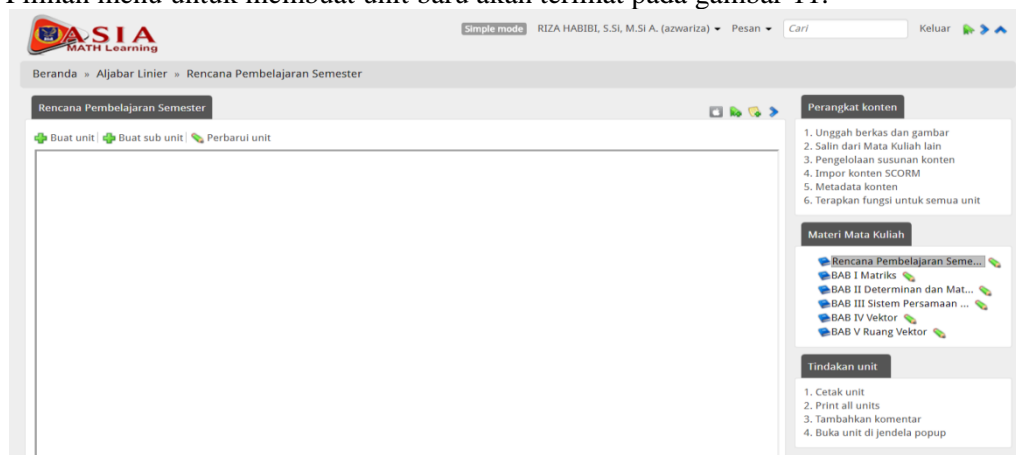 Pilihan menu untuk membuat unit baru akan terlihat pada gambar 11.
ASIA
MATH Learning
Simple mode RIZA HABIBI, S.Si, M.Si A. (azwariza) Pesan Cari Keluar
Beranda » Aljabar Linier » Rencana Pembelajaran Semester
Rencana Pembelajaran Semester
Buat unit Buat sub unit Perbarui unit
Perangkat konten
1. Unggah berkas dan gambar
2. Salin dari Mata Kuliah lain
3. Pengelolaan susunan konten
4. Impor konten SCORM
5. Metadata konten
6. Terapkan fungsi untuk semua unit
Materi Mata Kuliah
Rencana Pembelajaran Seme...
BAB I Matriks
BAB II Determinan dan Mat...
BAB III Sistem Persamaan ...
BAB IV Vektor
BAB V Ruang Vektor
Tindakan unit
1. Cetak unit
2. Print all units
3. Tambahkan komentar
4. Buka unit di jendela popup